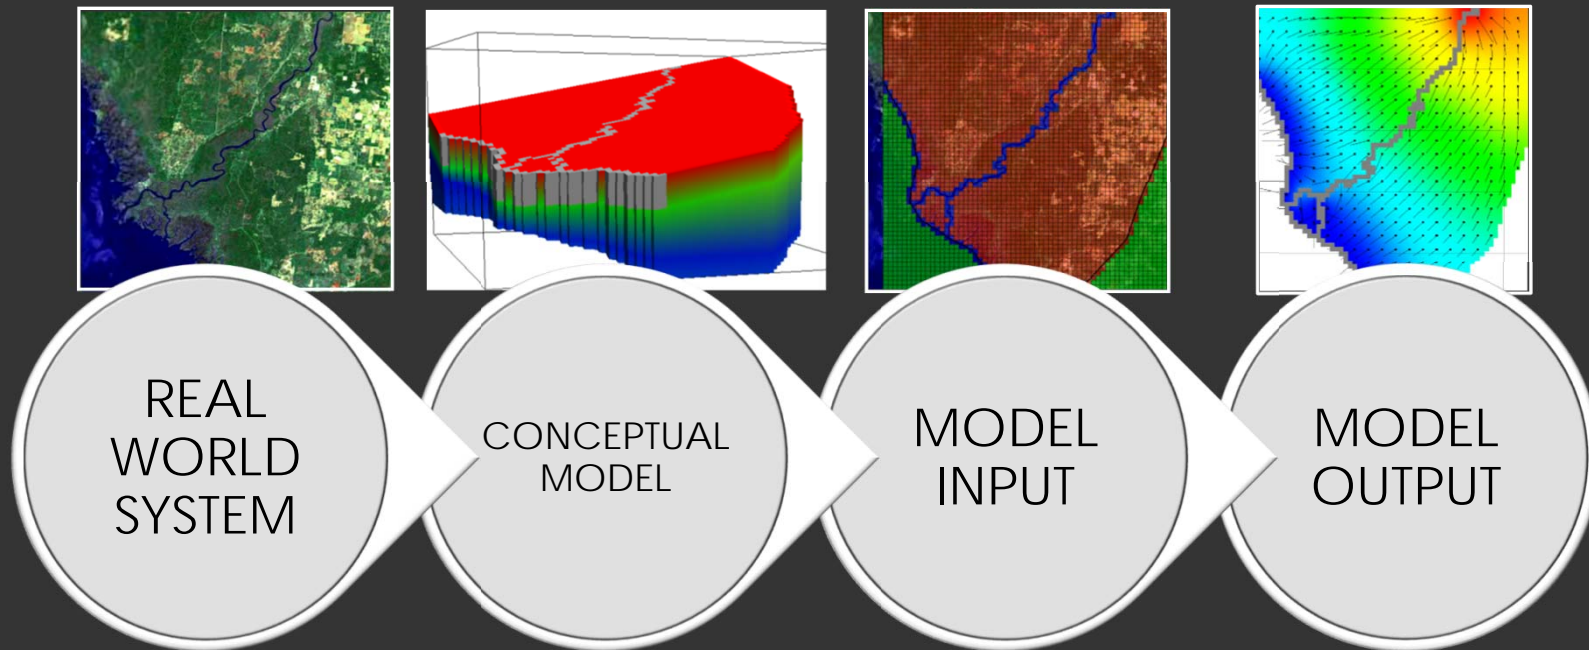 REAL
WORLD
SYSTEM
CONCEPTUAL
MODEL
MODEL
INPUT
MODEL
OUTPUT